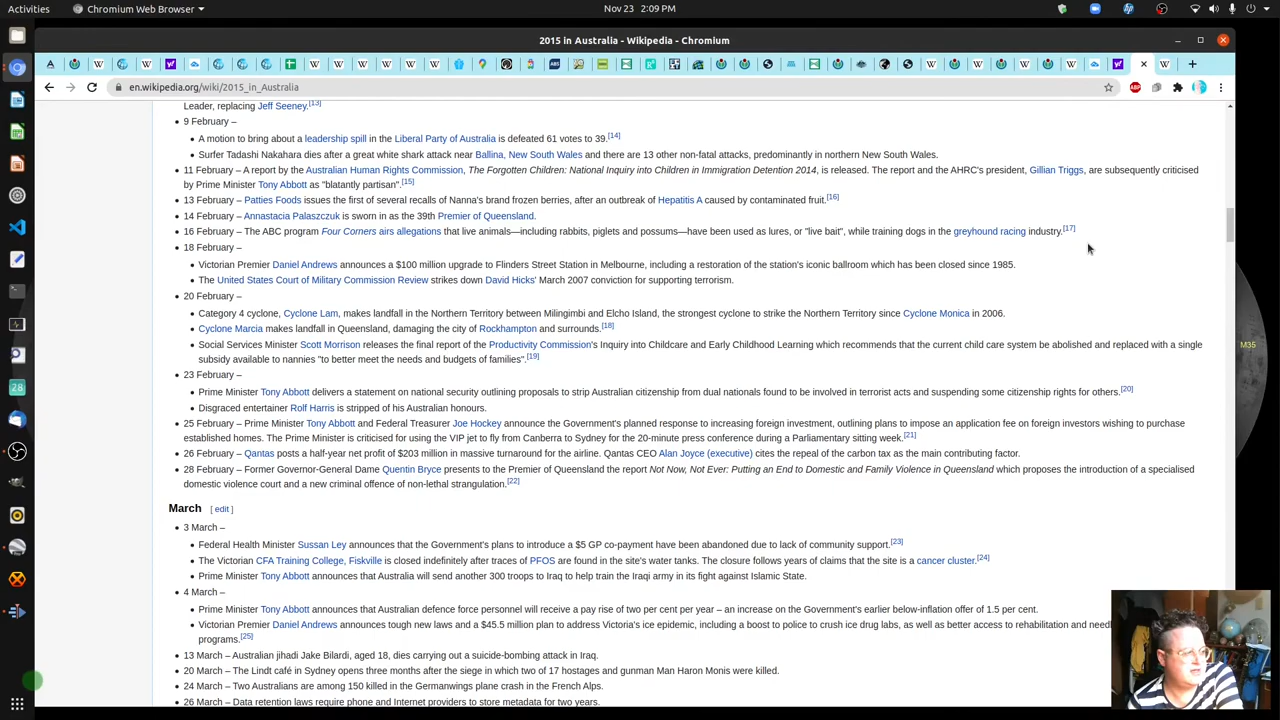 Activities
Chromium Web Browser
Nov 23 2:09 PM
2015 in Australia - Wikipedia - Chromium
en.wikipedia.org/wiki/2015_in_Australia
Leader, replacing Jeff Seeney.[13]
9 February –
A motion to bring about a leadership spill in the Liberal Party of Australia is defeated 61 votes to 39.[14]
Surfer Tadashi Nakahara dies after a great white shark attack near Ballina, New South Wales and there are 13 other non-fatal attacks, predominantly in northern New South Wales.
11 February – A report by the Australian Human Rights Commission, The Forgotten Children: National Inquiry into Children in Immigration Detention 2014, is released. The report and the AHRC's president, Gillian Triggs, are subsequently criticised
by Prime Minister Tony Abbott as "blatantly partisan".[15]
13 February – Patties Foods issues the first of several recalls of Nanna's brand frozen berries, after an outbreak of Hepatitis A caused by contaminated fruit.[16]
14 February – Annastacia Palaszczuk is sworn in as the 39th Premier of Queensland.
16 February – The ABC program Four Corners airs allegations that live animals—including rabbits, piglets and possums—have been used as lures, or "live bait", while training dogs in the greyhound racing industry.[17]
18 February –
Victorian Premier Daniel Andrews announces a $100 million upgrade to Flinders Street Station in Melbourne, including a restoration of the station's iconic ballroom which has been closed since 1985.
The United States Court of Military Commission Review strikes down David Hicks' March 2007 conviction for supporting terrorism.
20 February –
Category 4 cyclone, Cyclone Lam, makes landfall in the Northern Territory between Milingimbi and Elcho Island, the strongest cyclone to strike the Northern Territory since Cyclone Monica in 2006.
Cyclone Marcia makes landfall in Queensland, damaging the city of Rockhampton and surrounds.[18]
Social Services Minister Scott Morrison releases the final report of the Productivity Commission's Inquiry into Childcare and Early Childhood Learning which recommends that the current child care system be abolished and replaced with a single
subsidy available to nannies "to better meet the needs and budgets of families".[19]
23 February –
Prime Minister Tony Abbott delivers a statement on national security outlining proposals to strip Australian citizenship from dual nationals found to be involved in terrorist acts and suspending some citizenship rights for others.[20]
Disgraced entertainer Rolf Harris is stripped of his Australian honours.
25 February – Prime Minister Tony Abbott and Federal Treasurer Joe Hockey announce the Government's planned response to increasing foreign investment, outlining plans to impose an application fee on foreign investors wishing to purchase
established homes. The Prime Minister is criticised for using the VIP jet to fly from Canberra to Sydney for the 20-minute press conference during a Parliamentary sitting week.[21]
26 February – Qantas posts a half-year net profit of $203 million in massive turnaround for the airline. Qantas CEO Alan Joyce (executive) cites the repeal of the carbon tax as the main contributing factor.
28 February – Former Governor-General Dame Quentin Bryce presents to the Premier of Queensland the report Not Now, Not Ever: Putting an End to Domestic and Family Violence in Queensland which proposes the introduction of a specialised
domestic violence court and a new criminal offence of non-lethal strangulation.[22]
March [ edit ]
3 March –
Federal Health Minister Sussan Ley announces that the Government's plans to introduce a $5 GP co-payment have been abandoned due to lack of community support.[23]
The Victorian CFA Training College, Fiskville is closed indefinitely after traces of PFOS are found in the site's water tanks. The closure follows years of claims that the site is a cancer cluster.[24]
Prime Minister Tony Abbott announces that Australia will send another 300 troops to Iraq to help train the Iraqi army in its fight against Islamic State.
4 March –
Prime Minister Tony Abbott announces that Australian defence force personnel will receive a pay rise of two per cent per year – an increase on the Government's earlier below-inflation offer of 1.5 per cent.
Victorian Premier Daniel Andrews announces tough new laws and a $45.5 million plan to address Victoria's ice epidemic, including a boost to police to crush ice drug labs, as well as better access to rehabilitation and
programs.[25]
13 March – Australian jihadi Jake Bilardi, aged 18, dies carrying out a suicide-bombing attack in Iraq.
20 March – The Lindt café in Sydney opens three months after the siege in which two of 17 hostages and gunman Man Haron Monis were killed.
24 March – Two Australians are among 150 killed in the Germanwings plane crash in the French Alps.
26 March – Data retention laws require phone and Internet providers to store metadata for two years.
M35
28
ABP